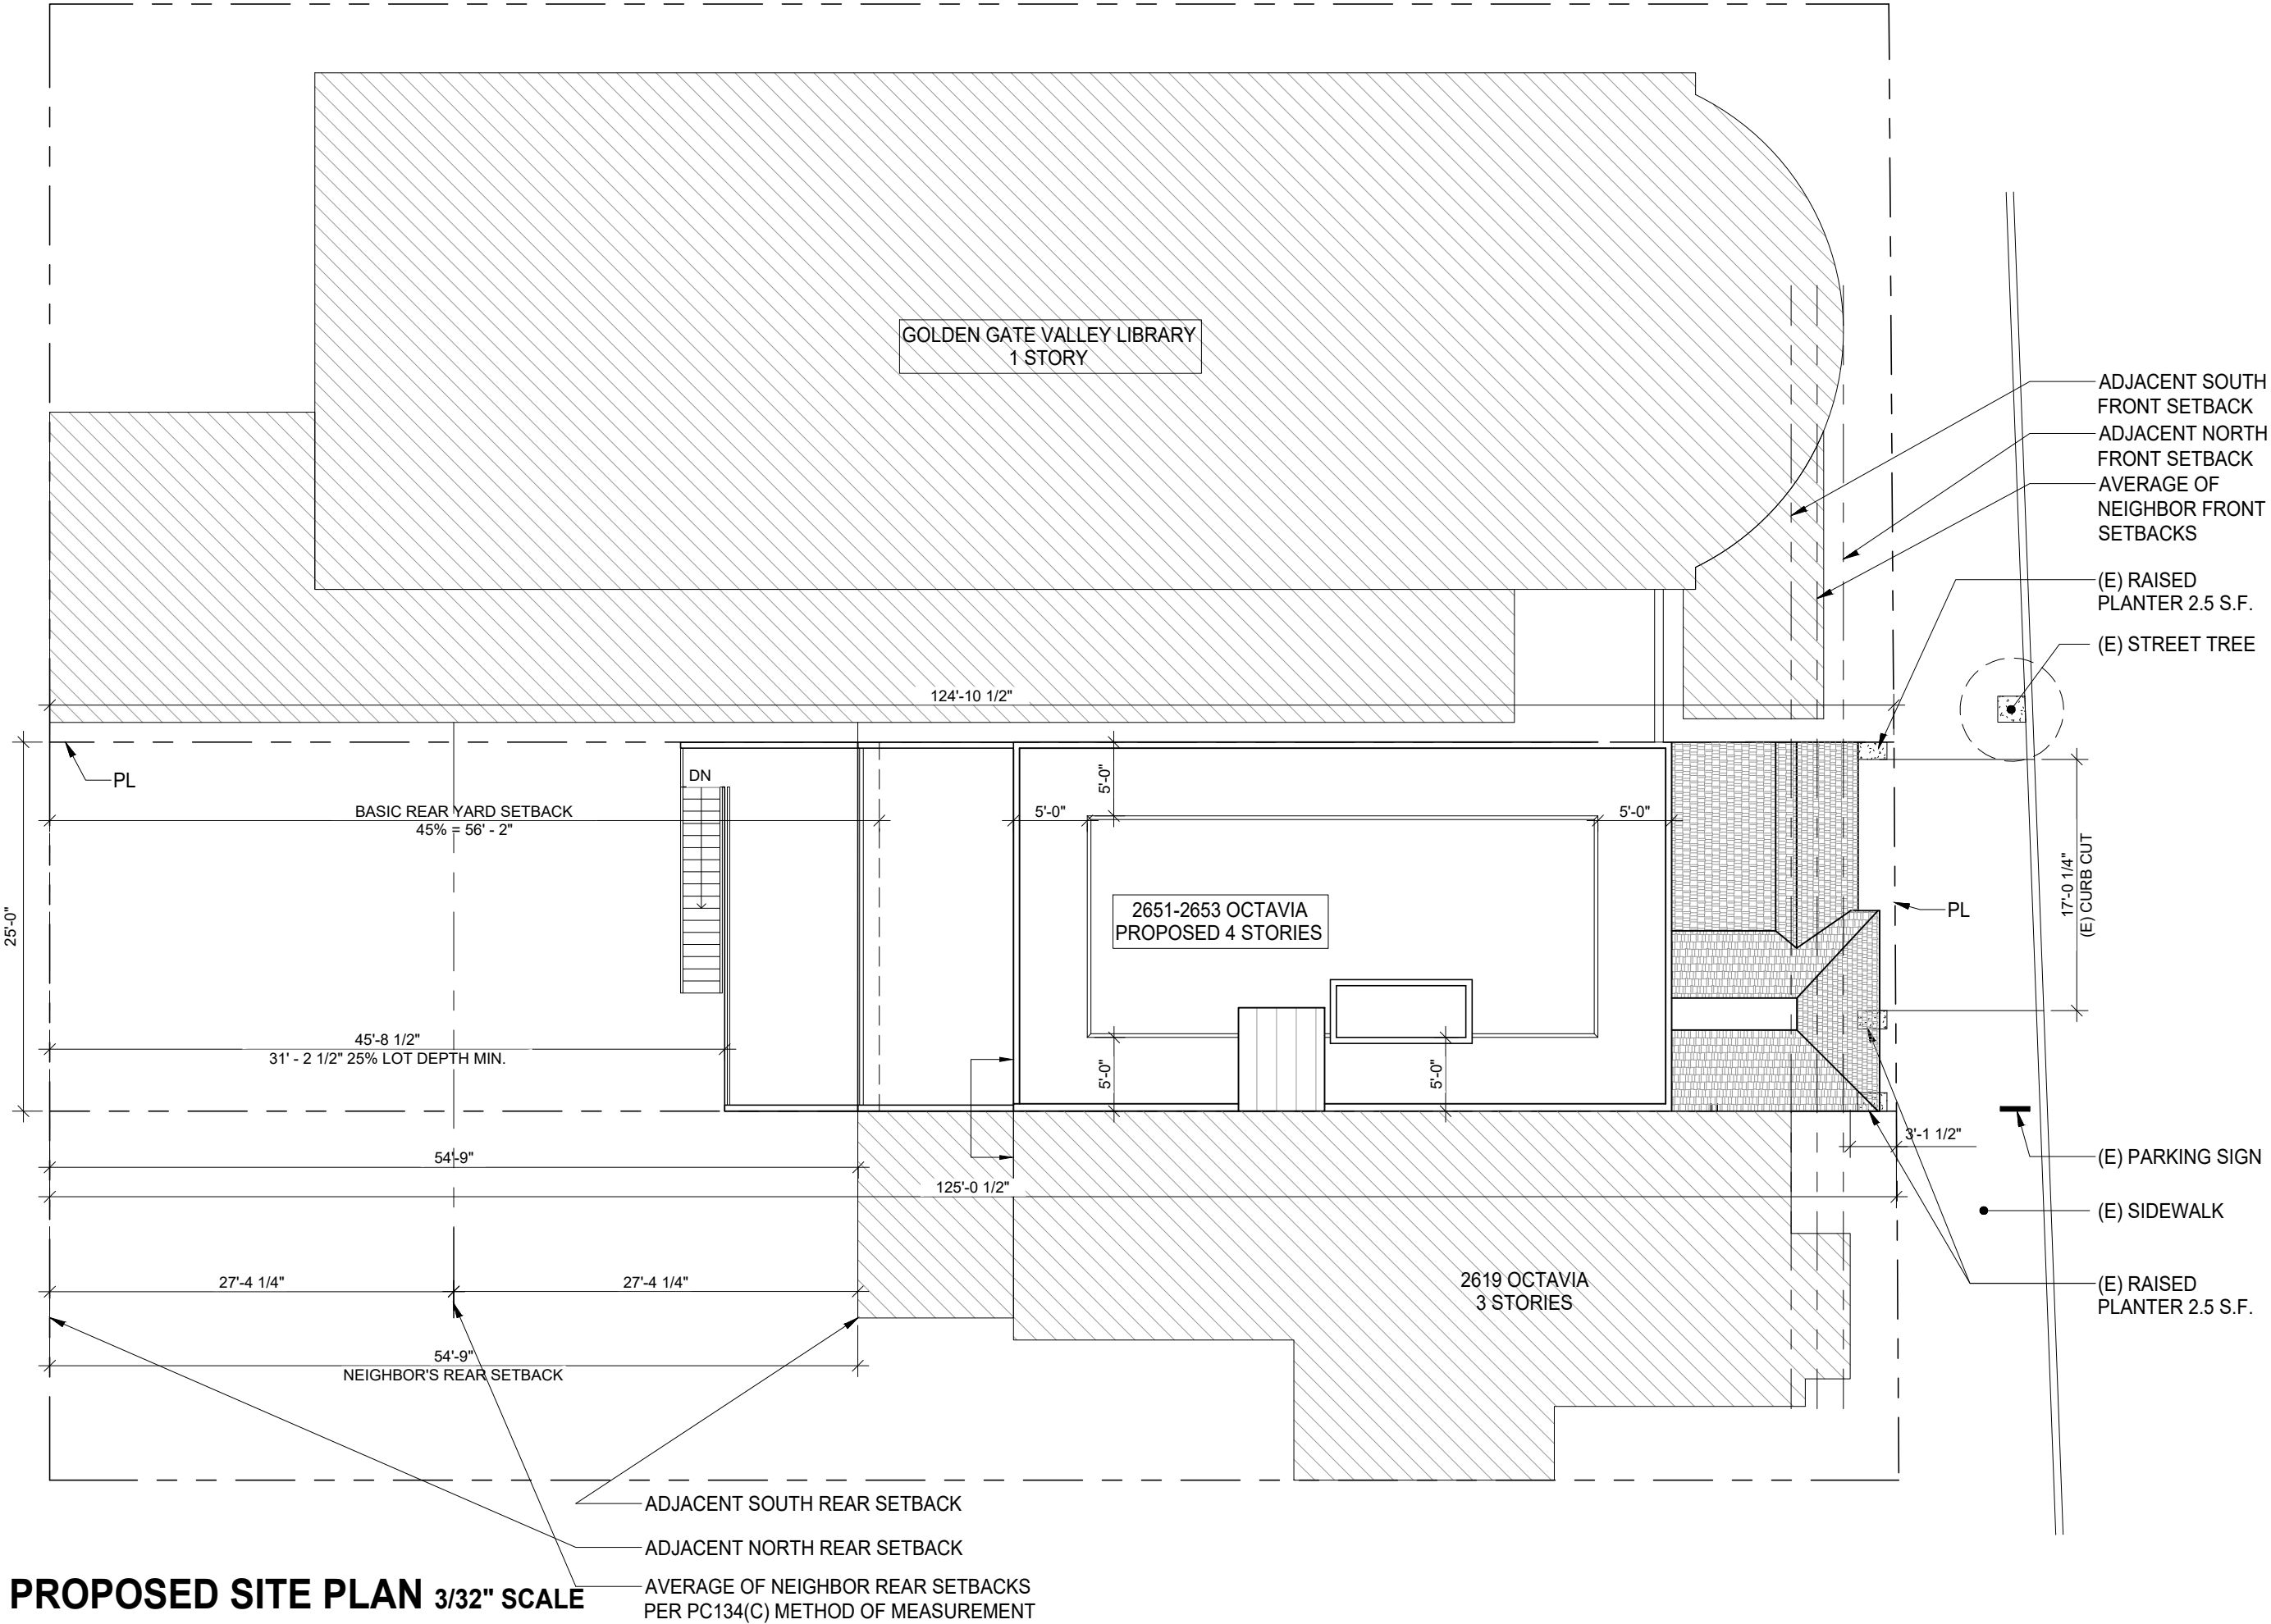 GOLDEN GATE VALLEY LIBRARY
1 STORY
ADJACENT SOUTH
FRONT SETBACK
ADJACENT NORTH
FRONT SETBACK
AVERAGE OF
NEIGHBOR FRONT
SETBACKS
(E) RAISED
PLANTER 2.5 S.F.
(E) STREET TREE
124'-10 1/2"
PL
DN
5'-0"
BASIC REAR YARD SETBACK
45% = 56' - 2"
5'-0"
5'-0"
25'-0"
2651-2653 OCTAVIA
PROPOSED 4 STORIES
PL
17'-0 1/4"
(E) CURB CUT
45'-8 1/2"
31' - 2 1/2" 25% LOT DEPTH MIN.
5'-0"
5'-0"
3'-1 1/2"
54'-9"
(E) PARKING SIGN
125'-0 1/2"
(E) SIDEWALK
27'-4 1/4"
27'-4 1/4"
2619 OCTAVIA
3 STORIES
(E) RAISED
PLANTER 2.5 S.F.
54'-9"
NEIGHBOR'S REAR SETBACK
ADJACENT SOUTH REAR SETBACK
ADJACENT NORTH REAR SETBACK
AVERAGE OF NEIGHBOR REAR SETBACKS
PER PC134(C) METHOD OF MEASUREMENT
PROPOSED SITE PLAN 3/32" SCALE